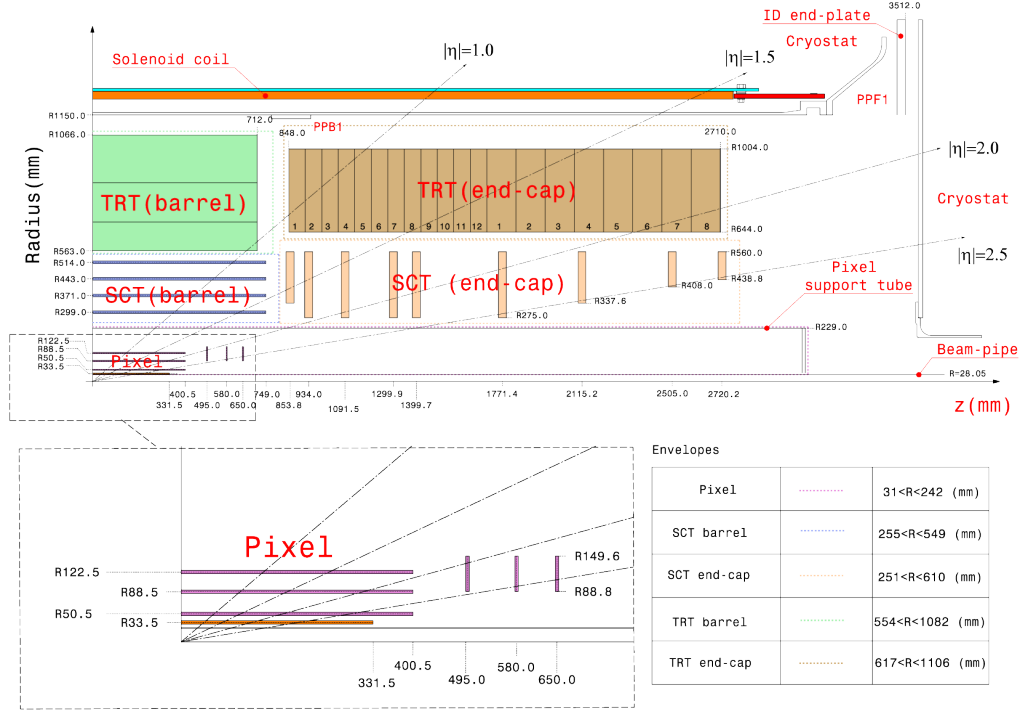 3512.0
ID end-plate
Cryostat
|η|=1.0
|η|=1.5
Solenoid coil
PPF1
R1150.0
712.0
PPB1
R1066.0
848.0
2710.0
R1004.0
|η|=2.0
Radius(mm)
TRT(barrel)
TRT(end-cap)
Cryostat
1 2 3 4 5 6 7 8 9 10 11 12 1 2 3 4 5 6 7 8
R644.0
R563.0
R560.0
|η|=2.5
R514.0
R443.0
SCT (end-cap)
R438.8
R408.0
Pixel
support tube
R371.0
SCT(barrel)
R337.6
R299.0
R275.0
R229.0
R122.5
R88.5
R50.5
R33.5
Pixel
Beam-pipe
R=28.05
400.5 580.0 749.0 934.0 1299.9 1771.4 2115.2 2505.0 2720.2
331.5 495.0 650.0 853.8 1091.5 1399.7
z(mm)
Envelopes
Pixel 31<R<242 (mm)
SCT barrel 255<R<549 (mm)
SCT end-cap 251<R<610 (mm)
TRT barrel 554<R<1082 (mm)
TRT end-cap 617<R<1106 (mm)
Pixel
R149.6
R122.5
R88.5
R88.8
R50.5
R33.5
400.5 580.0
331.5 495.0 650.0